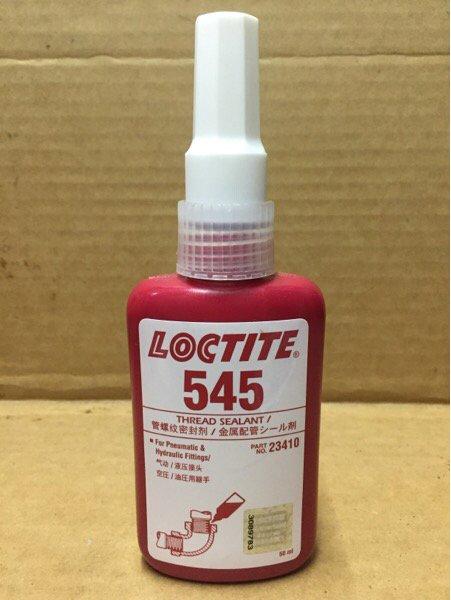 LOCTITE
545
THREAD SEALANT /
管螺纹密封剂 / 金属配管シール剤
• For Pneumatic &
Hydraulic Fittings/
气动 / 液压接头
空圧 / 油圧用継手
PART
NO. 23410
3089783
50 ml